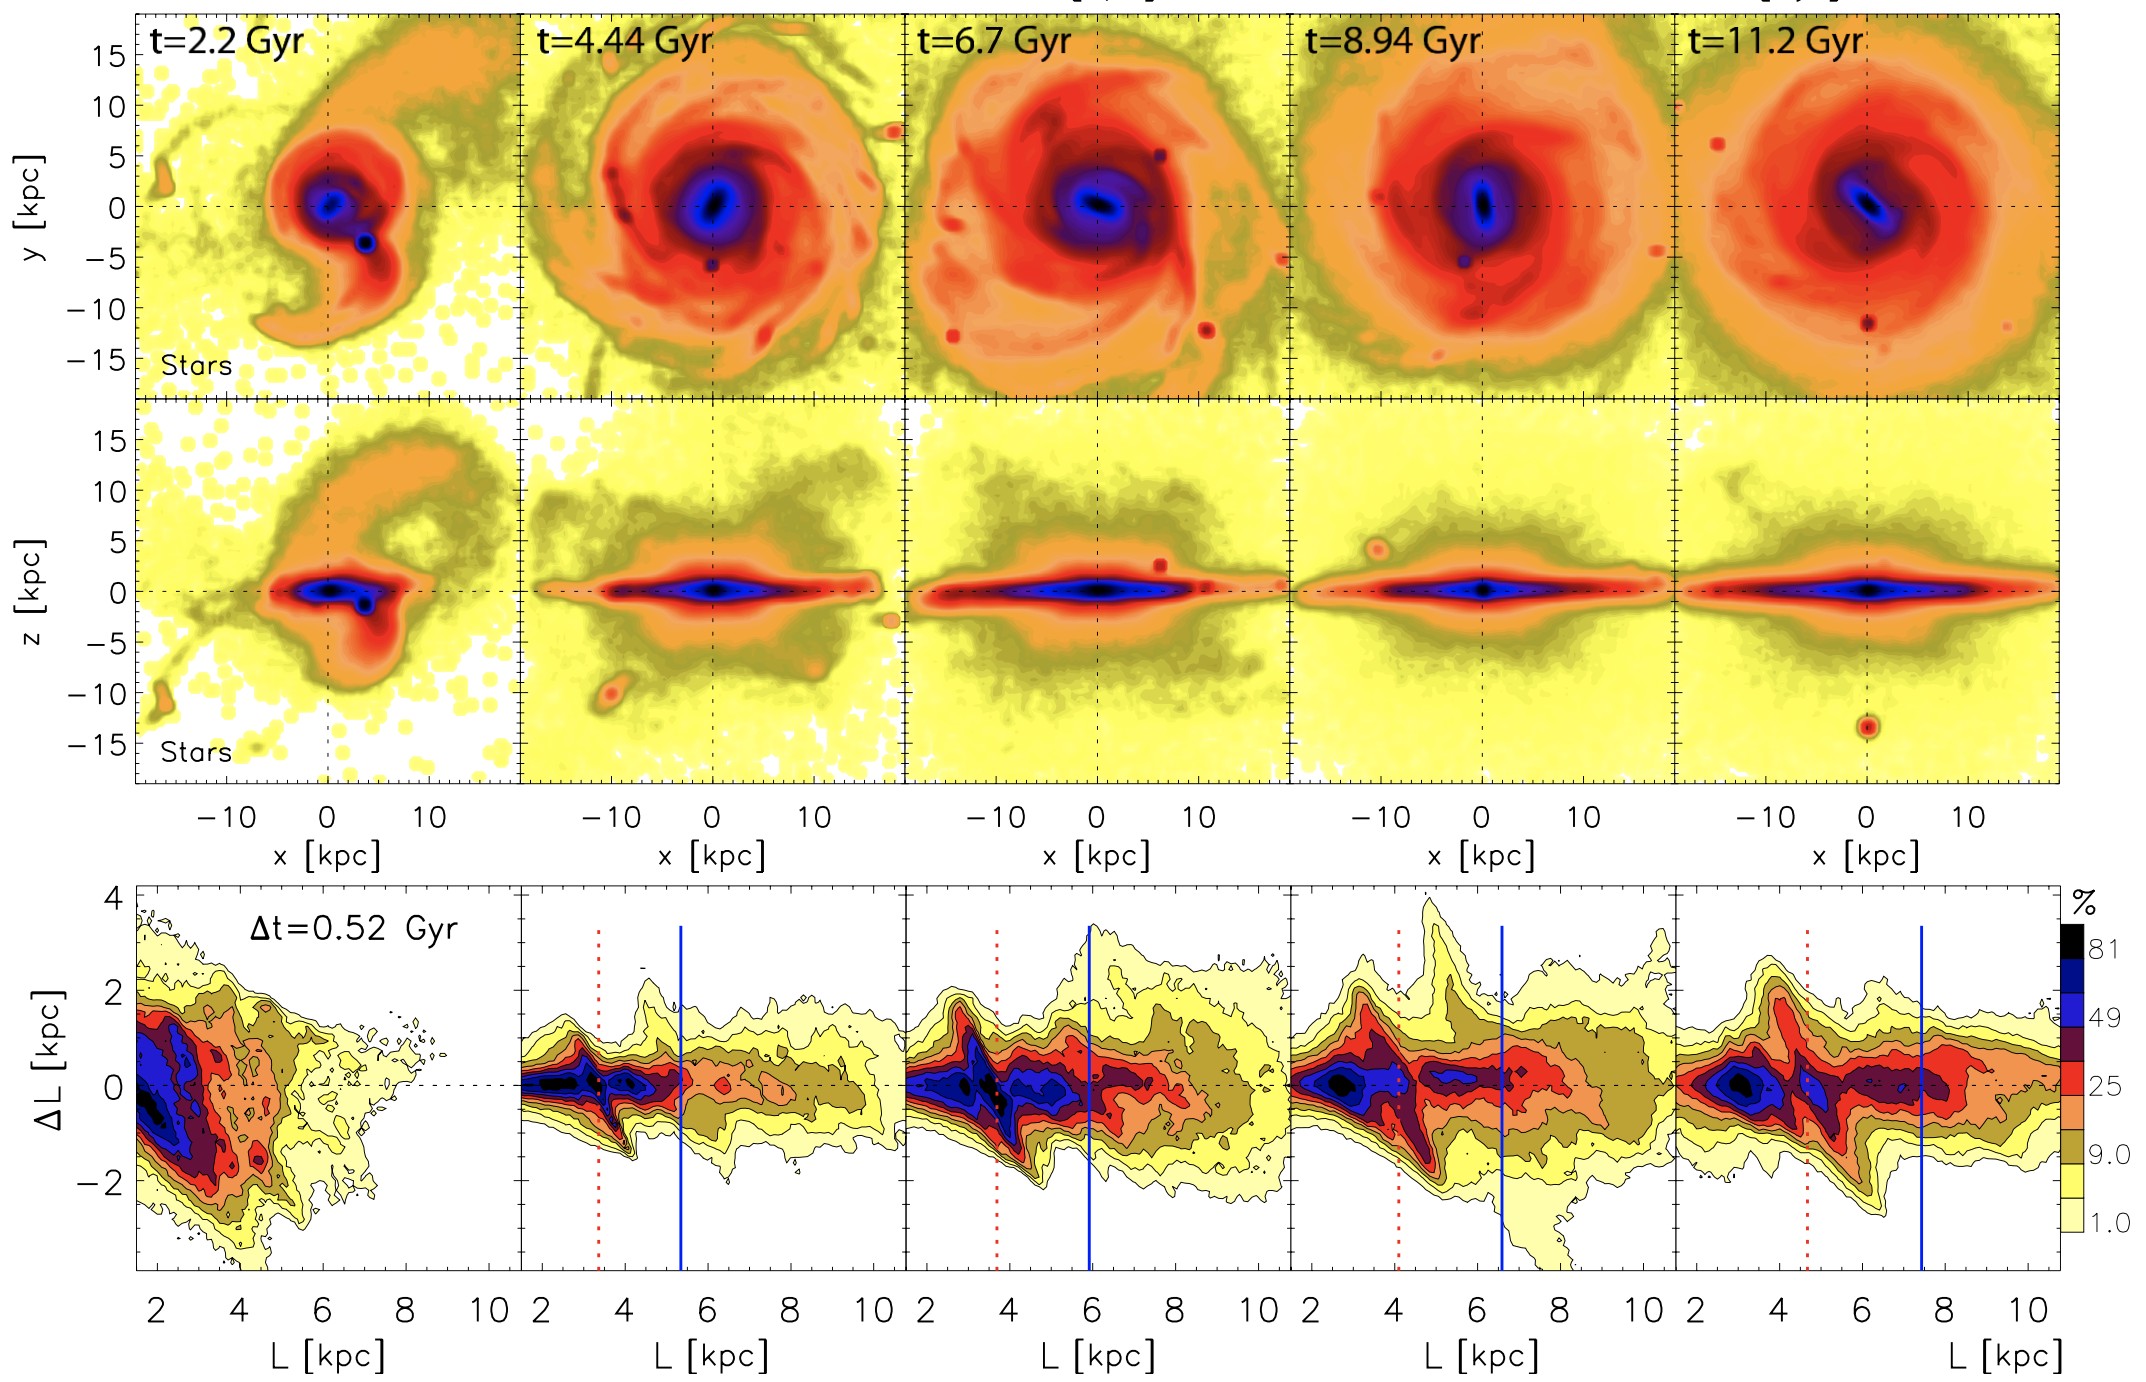 t=2.2 Gyr t=4.44 Gyr t=6.7 Gyr t=8.94 Gyr t=11.2 Gyr
15
10
5
0
−5
−10
−15
y [kpc]
Stars
15
10
5
0
−5
−10
−15
z [kpc]
Stars
−10 0 10 −10 0 10 −10 0 10 −10 0 10 −10 0 10
x [kpc] x [kpc] x [kpc] x [kpc] x [kpc]
4
2
0
−2
ΔL [kpc]
Δt=0.52 Gyr
%
81
49
25
9.0
1.0
2 4 6 8 10 2 4 6 8 10 2 4 6 8 10 2 4 6 8 10 2 4 6 8 10
L [kpc] L [kpc] L [kpc] L [kpc] L [kpc]